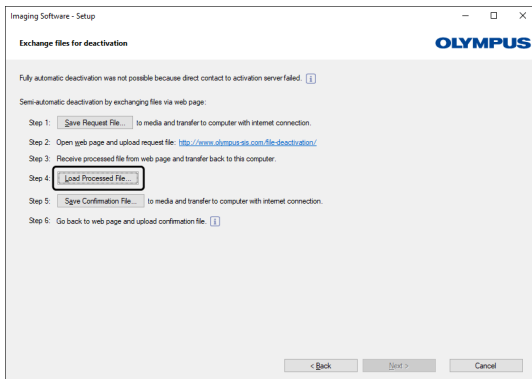 Imaging Software - Setup
Exchange files for deactivation
OLYMPUS
Fully automatic deactivation was not possible because direct contact to activation server failed. i
Semi-automatic deactivation by exchanging files via web page:
Step 1: Save Request File... to media and transfer to computer with internet connection.
Step 2: Open web page and upload request file: http://www.olympus-sis.com/file-deactivation/
Step 3: Receive processed file from web page and transfer back to this computer.
Step 4: Load Processed File...
Step 5: Save Confirmation File... to media and transfer to computer with internet connection.
Step 6: Go back to web page and upload confirmation file. i
< Back Next > Cancel